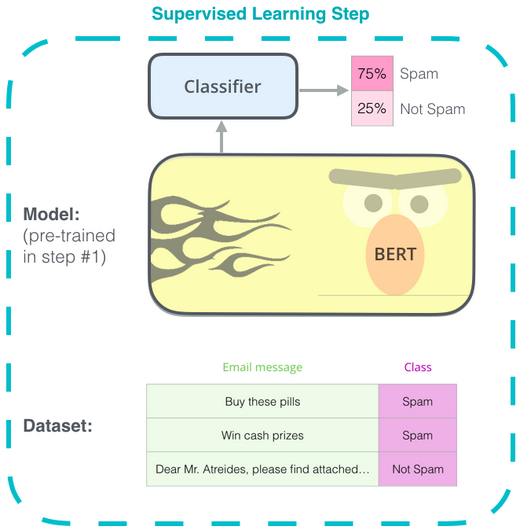 Supervised Learning Step
Classifier
75% Spam
25% Not Spam
Model:
(pre-trained
in step #1)
BERT
Email message Class
Dataset:
Buy these pills Spam
Win cash prizes Spam
Dear Mr. Atreides, please find attached… Not Spam